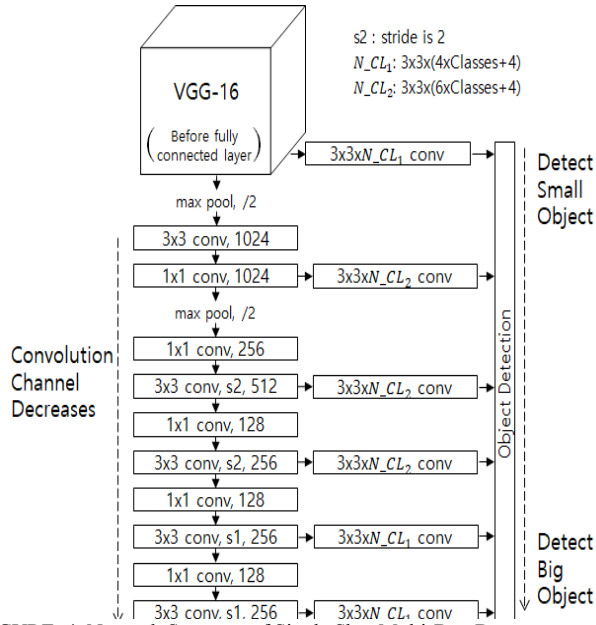 s2 : stride is 2
N_CL₁: 3x3x(4xClasses+4)
N_CL₂: 3x3x(6xClasses+4)
VGG-16
(Before fully
connected layer)
3x3xN_CL₁ conv
Detect
Small
Object
max pool, /2
3x3 conv, 1024
1x1 conv, 1024
3x3xN_CL₂ conv
max pool, /2
Convolution
Channel
Decreases
1x1 conv, 256
3x3 conv, s2, 512
3x3xN_CL₂ conv
Object Detection
1x1 conv, 128
3x3 conv, s2, 256
3x3xN_CL₂ conv
1x1 conv, 128
3x3 conv, s1, 256
3x3xN_CL₁ conv
Detect
Big
Object
1x1 conv, 128
3x3 conv, s1, 256
3x3xN_CL₁ conv